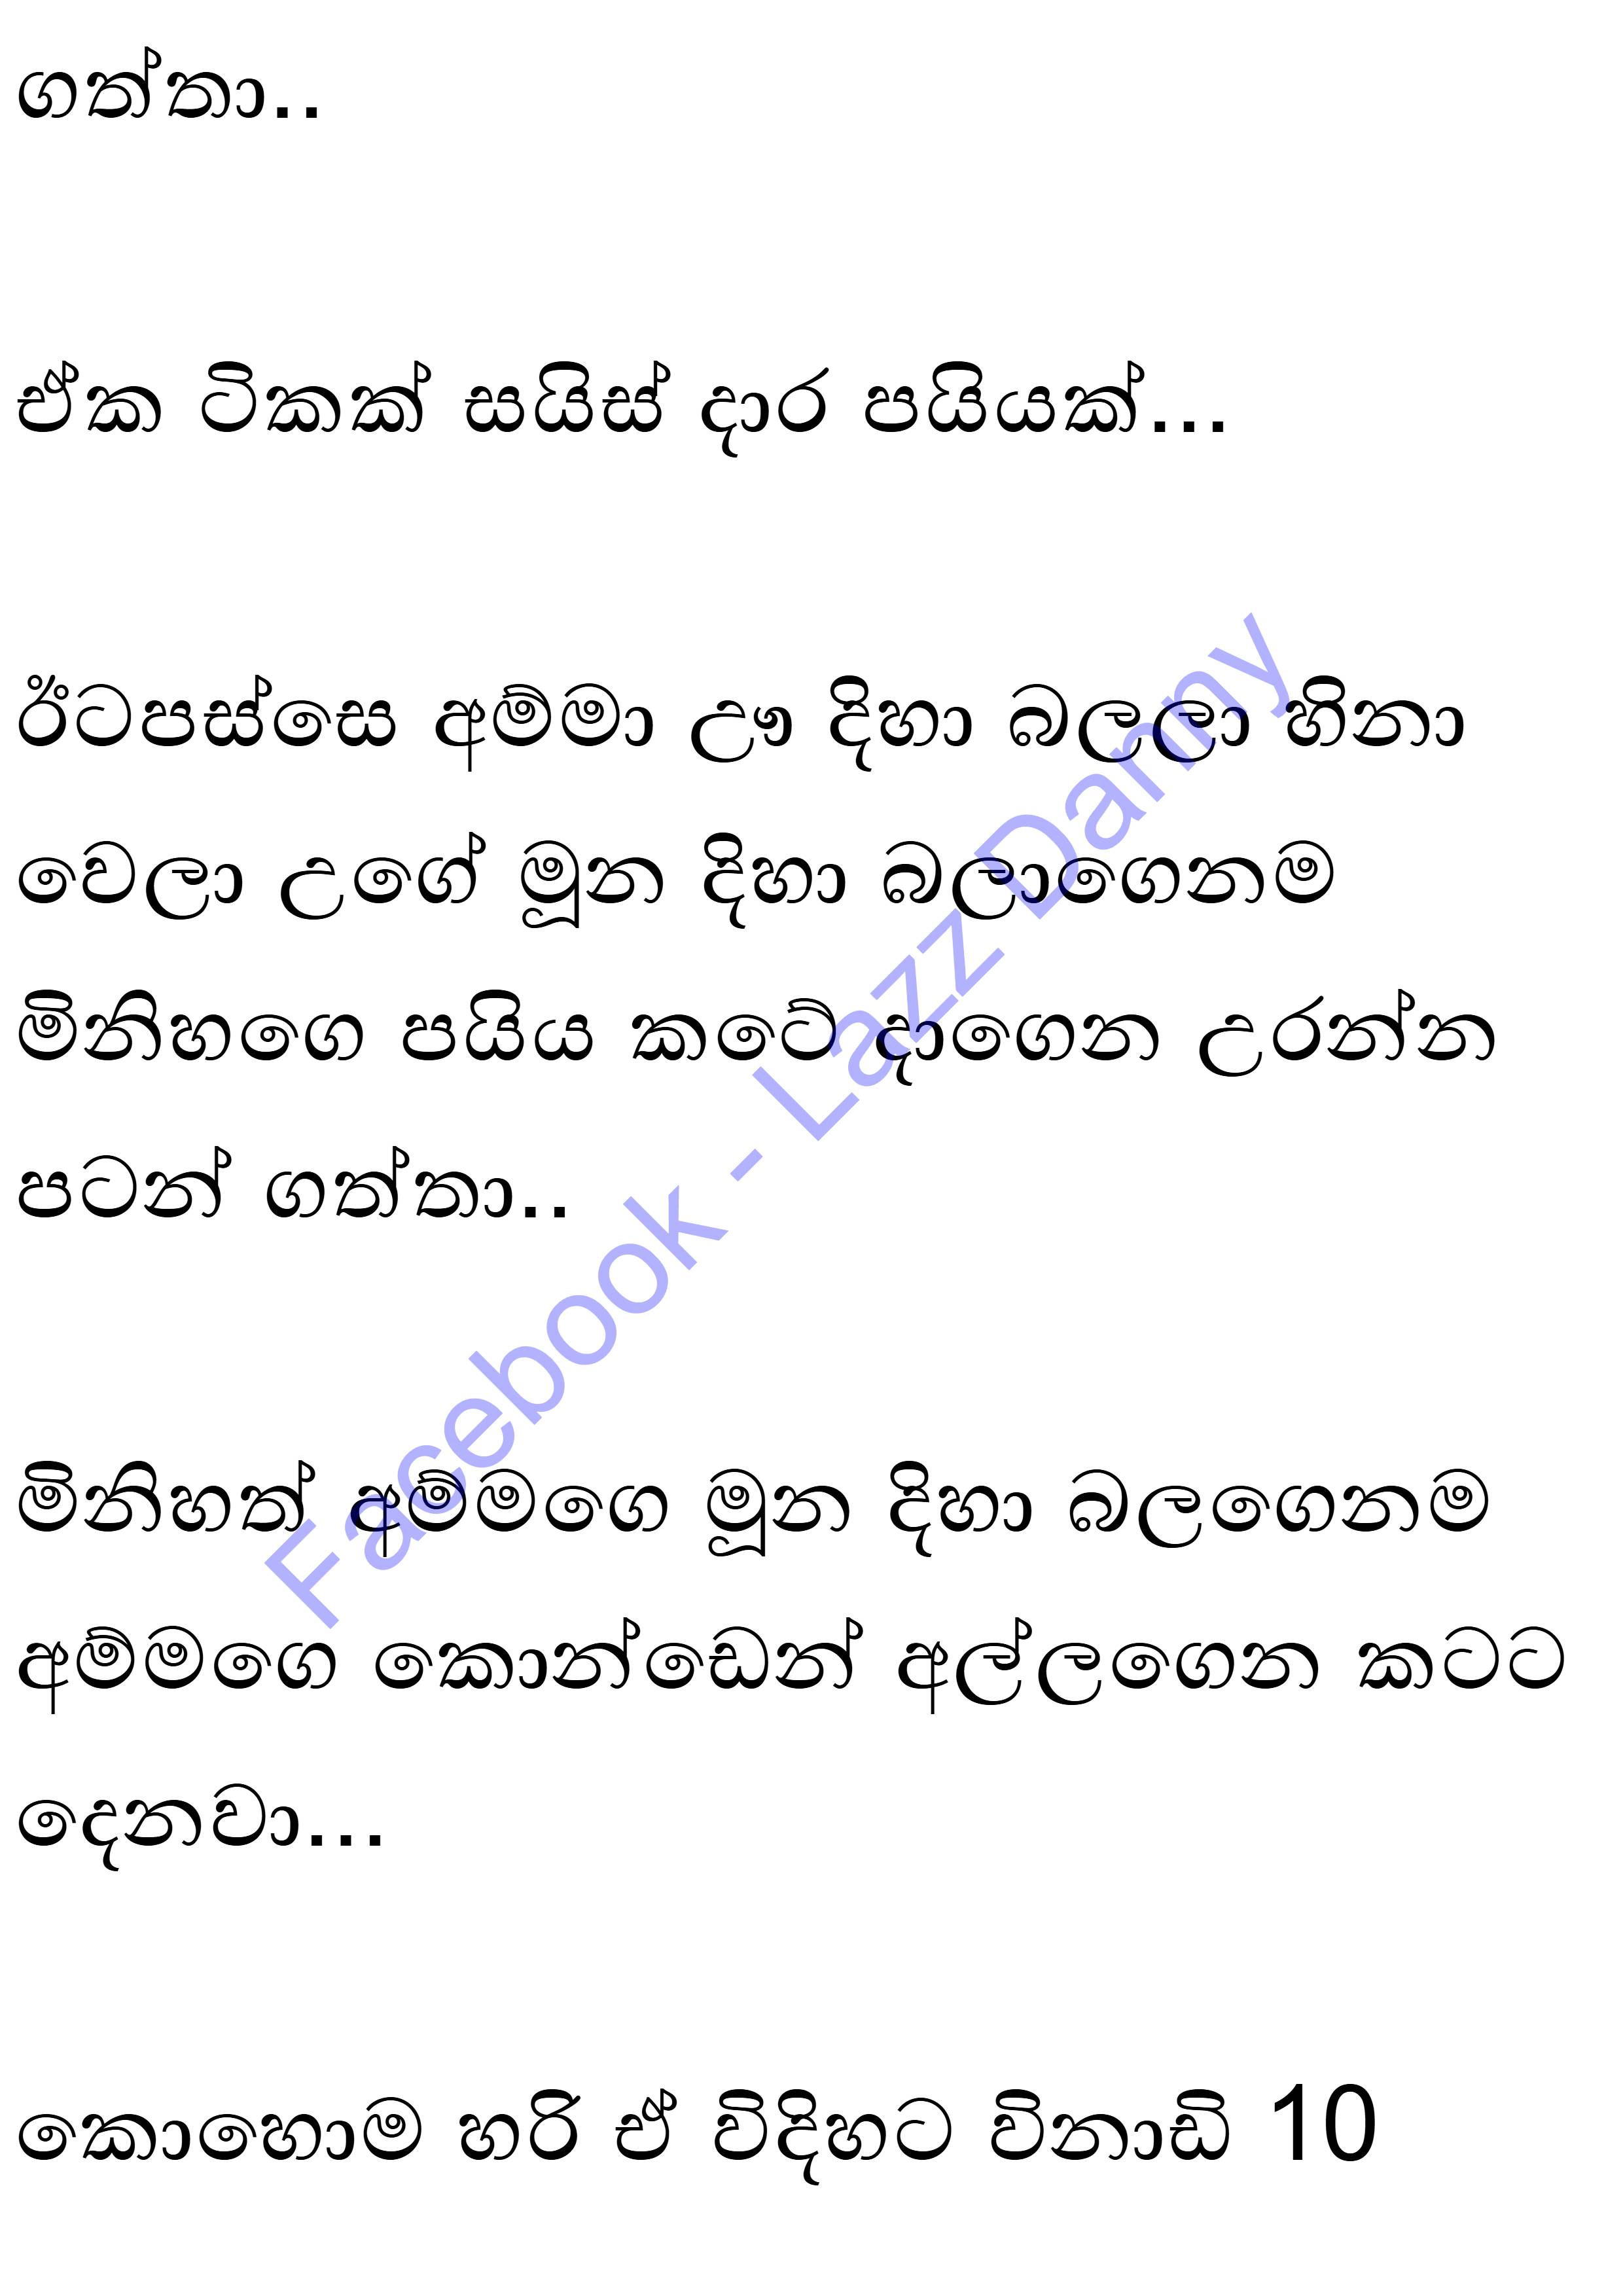 ගත්තා..
ඒක ටිකක් සයිස් දාර පයියක්...
ඊටපස්සෙ අම්මා ඌ දිහා බලලා හිනා
වෙලා උගේ මූන දිහා බලාගෙනම
මිනිහගෙ පයිය කටේ දාගෙන උරන්න
පටන් ගත්තා..
මිනිහත් අම්මගෙ මූන දිහා බලගෙනම
අම්මගෙ කොන්ඩෙන් අල්ලගෙන කටට
දෙනවා...
කොහොම හරි ඒ විදිහට විනාඩි 10
Facebook - Lazz Danny